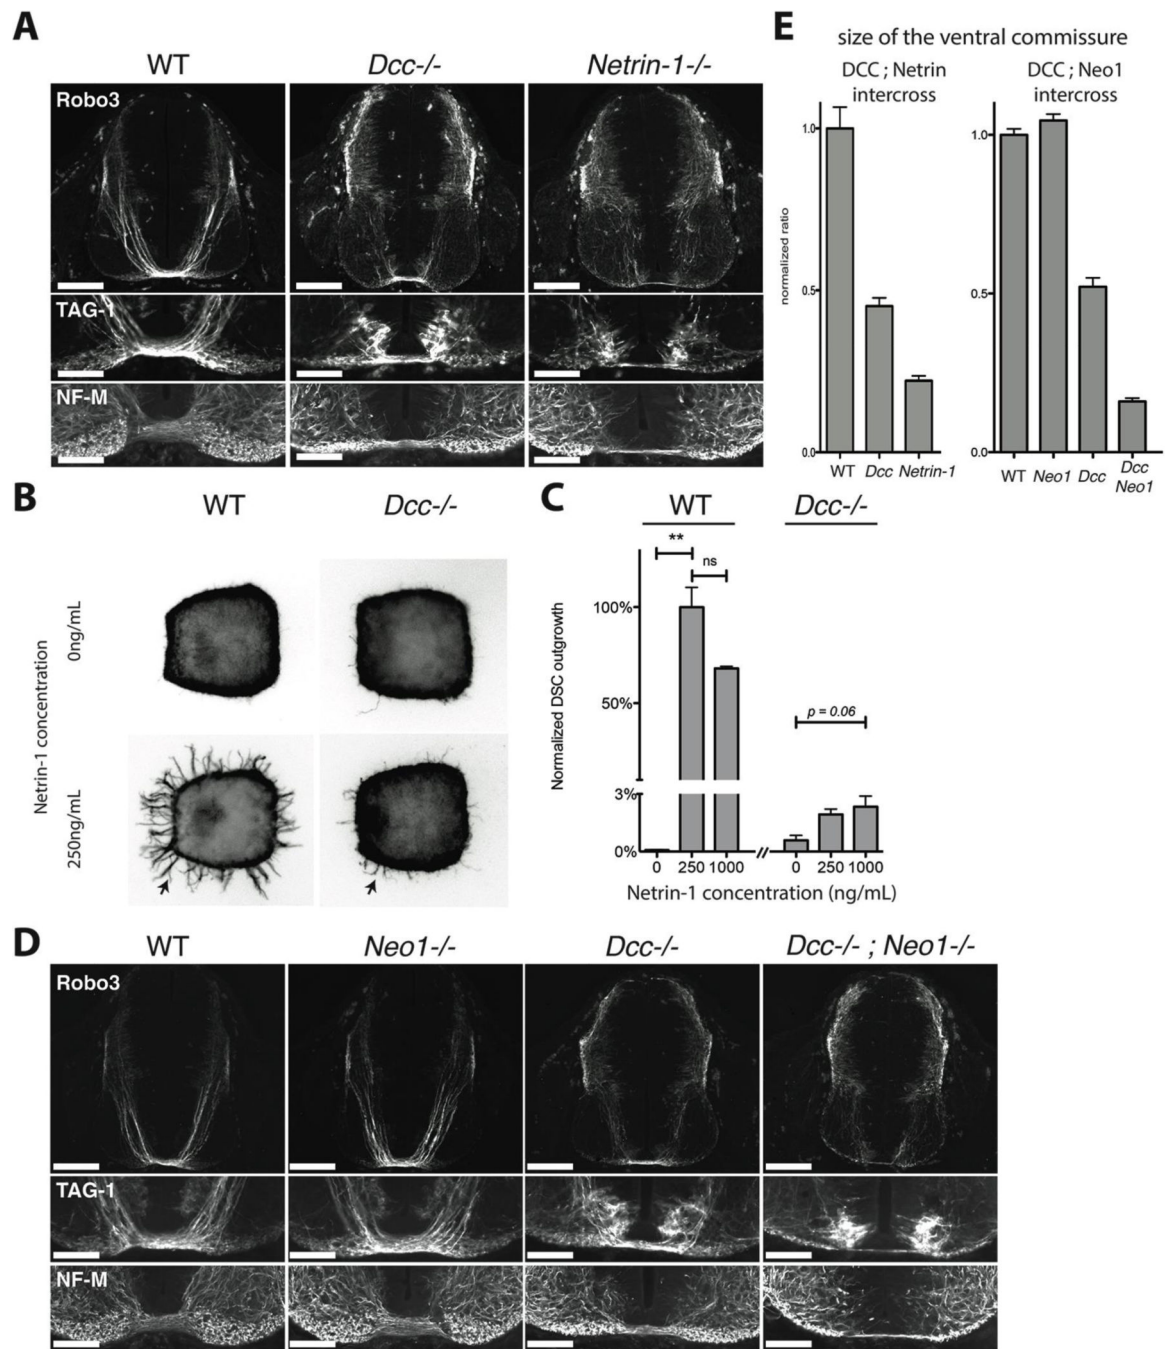 A
WT
Dcc-/-
Netrin-1-/-
Robo3
TAG-1
NF-M
B
WT
Dcc-/-
Netrin-1 concentration
0ng/mL
250ng/mL
C
WT
Dcc-/-
**
ns
p = 0.06
Normalized DSC outgrowth
100%
50%
3%
0%
0 250 1000 // 0 250 1000
Netrin-1 concentration (ng/mL)
D
WT
Neo1-/-
Dcc-/-
Dcc-/- ; Neo1-/-
Robo3
TAG-1
NF-M
E
size of the ventral commissure
DCC ; Netrin
intercross
normalized ratio
1.0
0.5
0.0
WT Dcc Netrin-1
DCC ; Neo1
intercross
1.0
0.5
0.0
WT Neo1 Dcc Dcc
Neo1